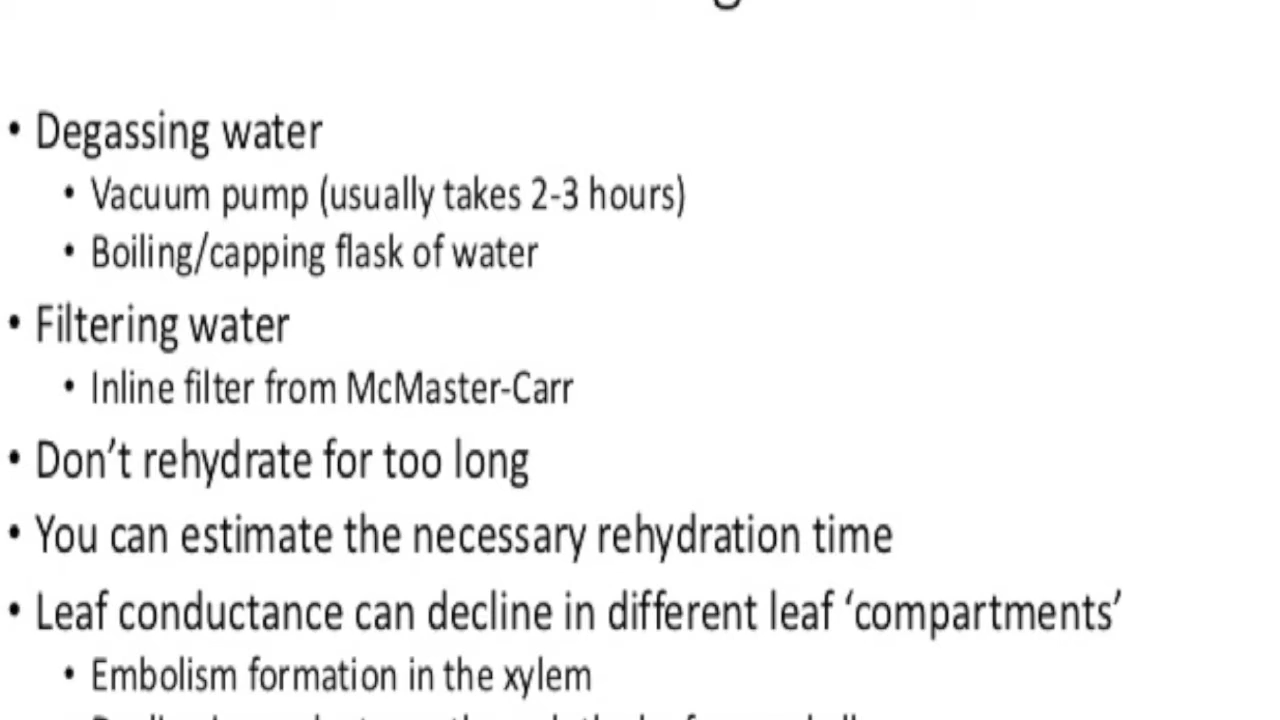 • Degassing water
• Vacuum pump (usually takes 2-3 hours)
• Boiling/capping flask of water
• Filtering water
• Inline filter from McMaster-Carr
• Don’t rehydrate for too long
• You can estimate the necessary rehydration time
• Leaf conductance can decline in different leaf ‘compartments’
• Embolism formation in the xylem